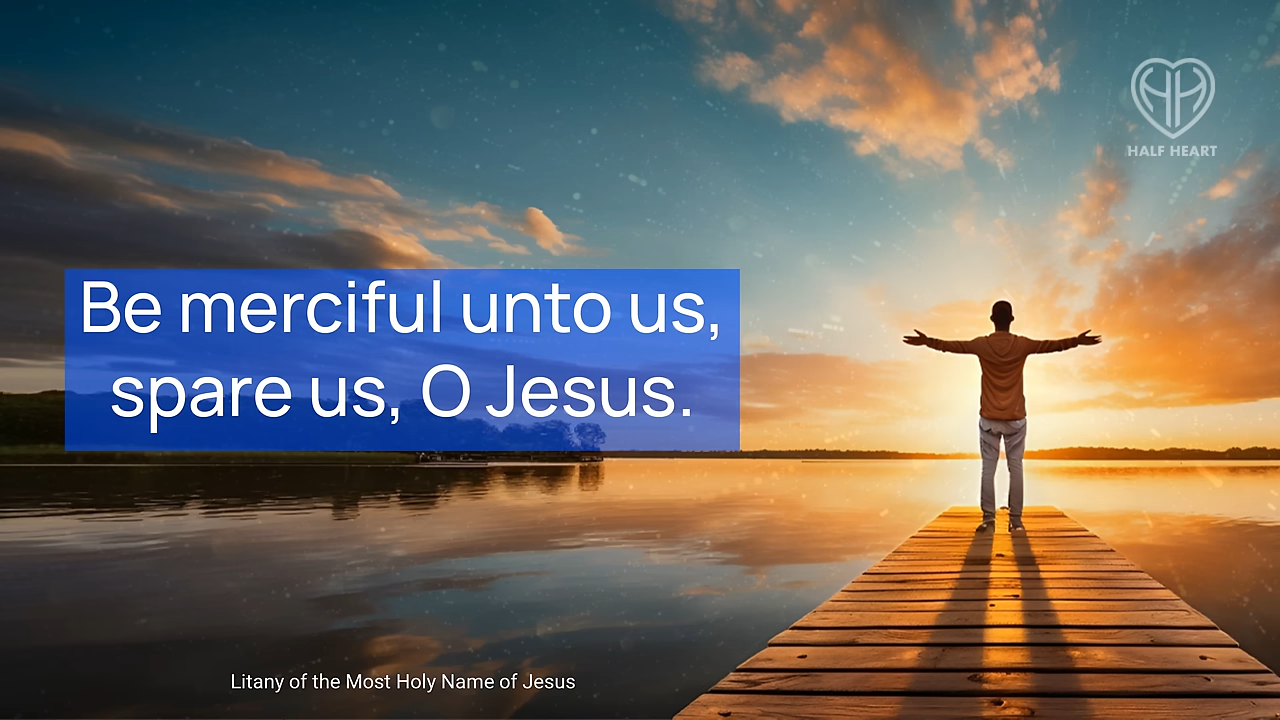 HALF HEART
Be merciful unto us,
spare us, O Jesus.
Litany of the Most Holy Name of Jesus